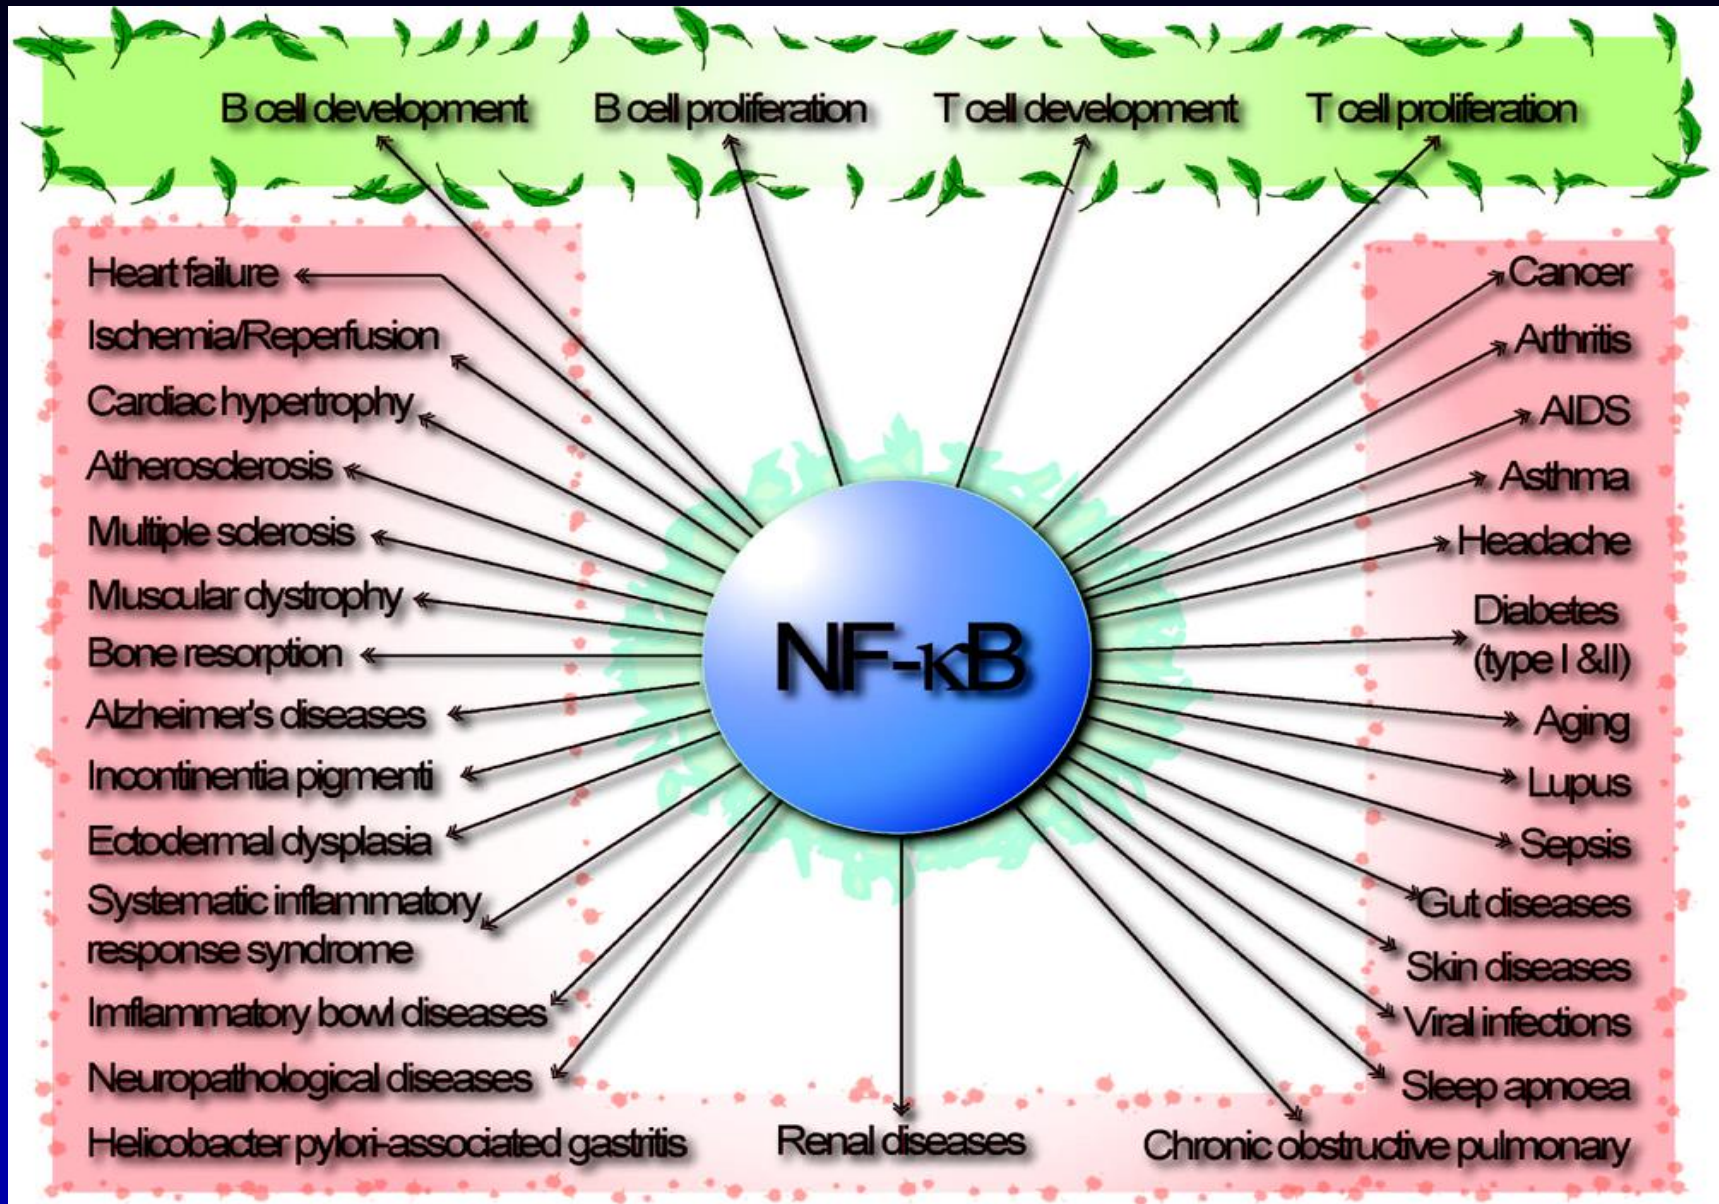 B cell development
B cell proliferation
T cell development
T cell proliferation
Heart failure
Ischemia/Reperfusion
Cardiac hypertrophy
Atherosclerosis
Multiple sclerosis
Muscular dystrophy
Bone resorption
Alzheimer's diseases
Incontinentia pigmenti
Ectodermal dysplasia
Systematic inflammatory
response syndrome
Imflammatory bowl diseases
Neuropathological diseases
Helicobacter pylori-associated gastritis
NF-κB
Renal diseases
Cancer
Arthritis
AIDS
Asthma
Headache
Diabetes
(type I &II)
Aging
Lupus
Sepsis
Gut diseases
Skin diseases
Viral infections
Sleep apnoea
Chronic obstructive pulmonary